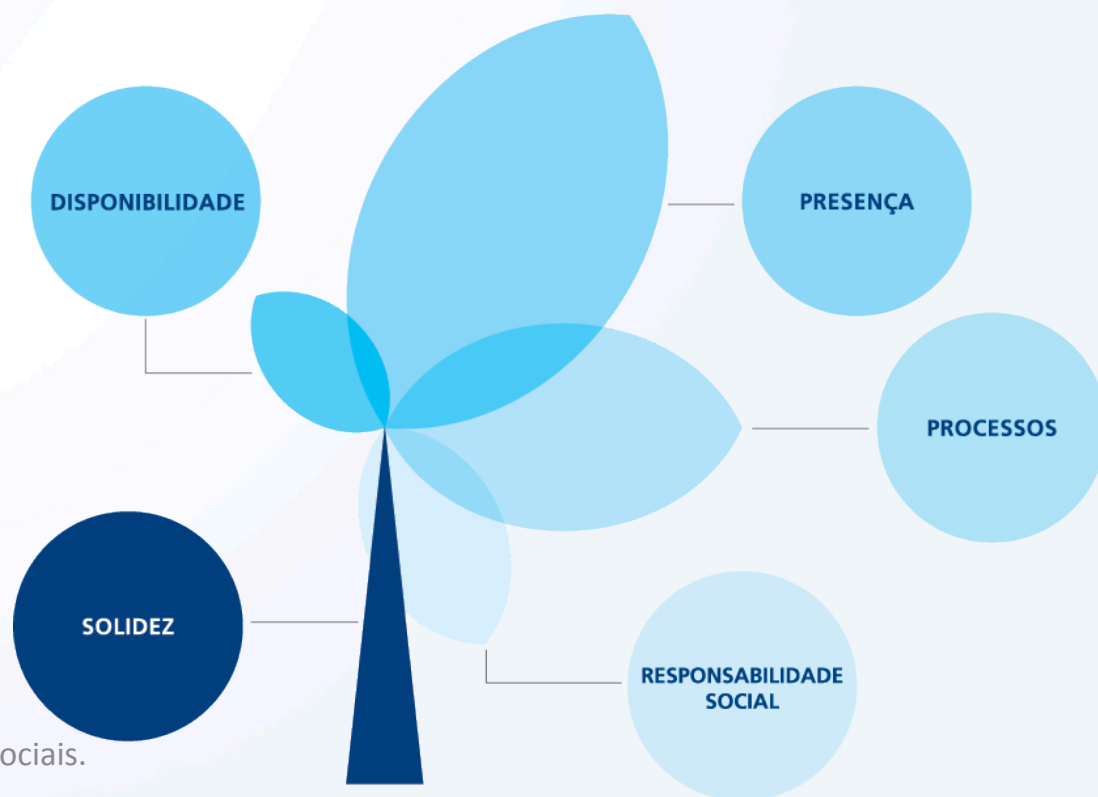 DISPONIBILIDADE
PRESENÇA
PROCESSOS
SOLIDEZ
RESPONSABILIDADE
SOCIAL
ociais.